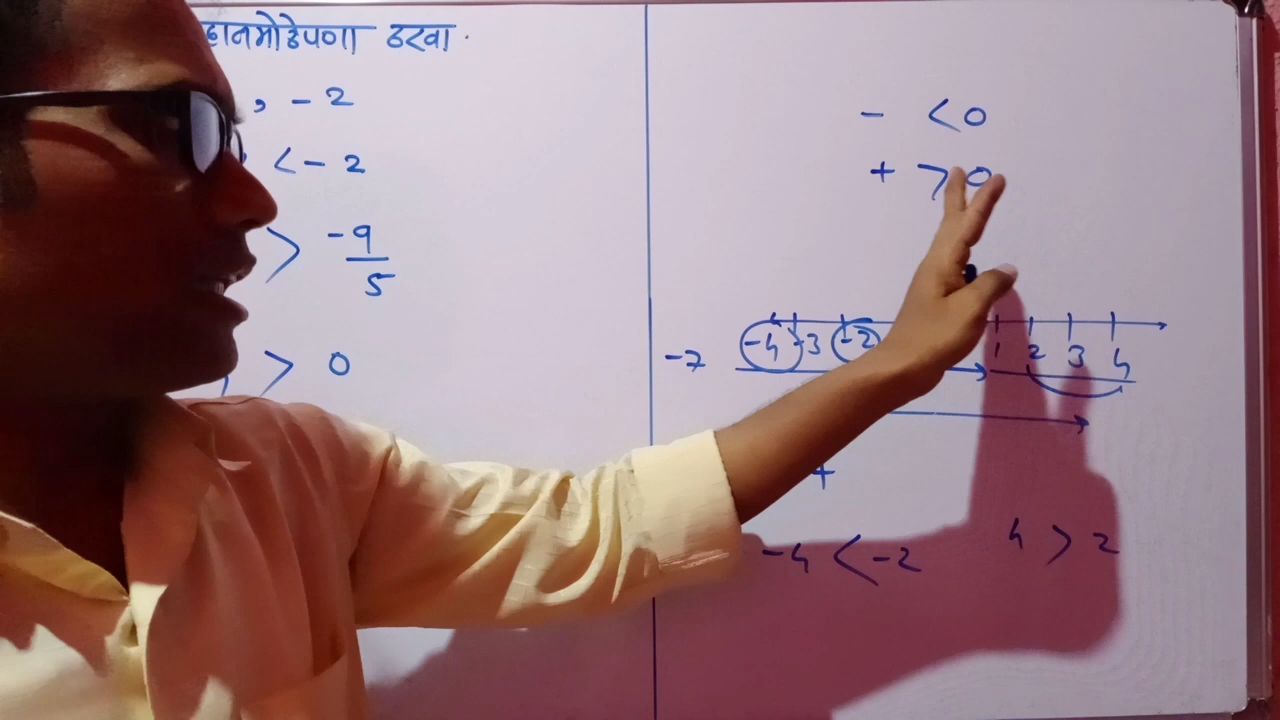 हानमोठेपणा ठरवा.
, -2
< -2
> -9/5
> 0
- < 0
+ > 0
-7 -4 -3 -2 1 2 3 4
+
-4 < -2 4 > 2